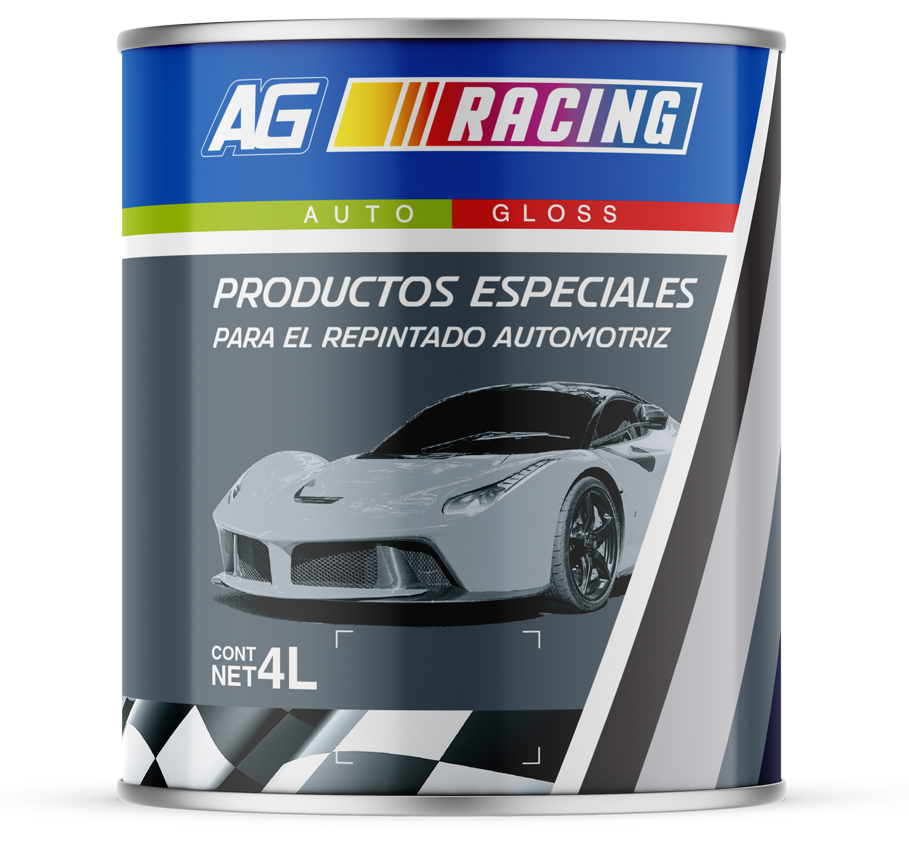 AG RACING
AUTO GLOSS
PRODUCTOS ESPECIALES
PARA EL REPINTADO AUTOMOTRIZ
CONT
NET 4L